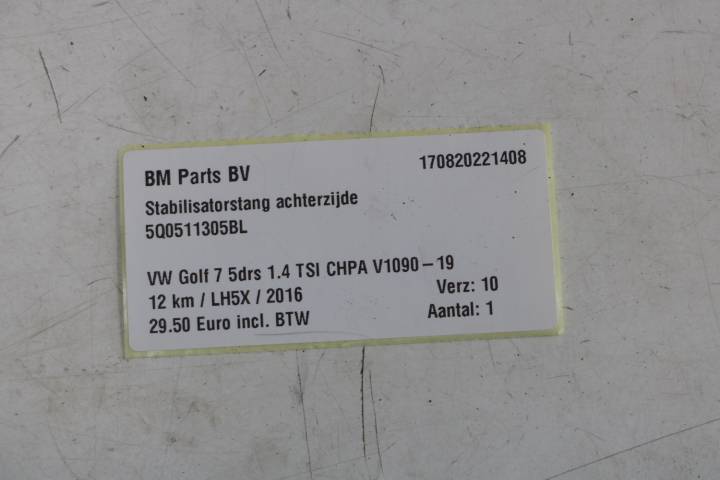 BM Parts BV 170820221408
Stabilisatorstang achterzijde
5Q0511305BL
VW Golf 7 5drs 1.4 TSI CHPA V1090-19
12 km / LH5X / 2016 Verz: 10
29.50 Euro incl. BTW Aantal: 1